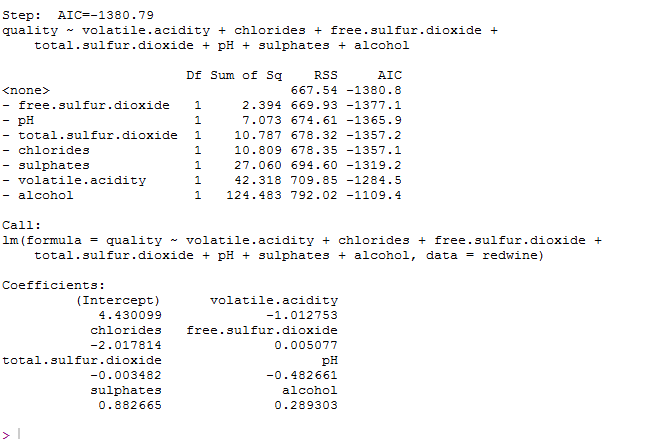 Step:  AIC=-1380.79
quality ~ volatile.acidity + chlorides + free.sulfur.dioxide +
    total.sulfur.dioxide + pH + sulphates + alcohol
                       Df Sum of Sq    RSS     AIC
<none>                              667.54 -1380.8
- free.sulfur.dioxide   1     2.394 669.93 -1377.1
- pH                    1     7.073 674.61 -1365.9
- total.sulfur.dioxide  1    10.787 678.32 -1357.2
- chlorides             1    10.809 678.35 -1357.1
- sulphates             1    27.060 694.60 -1319.2
- volatile.acidity      1    42.318 709.85 -1284.5
- alcohol               1   124.483 792.02 -1109.4
Call:
lm(formula = quality ~ volatile.acidity + chlorides + free.sulfur.dioxide +
    total.sulfur.dioxide + pH + sulphates + alcohol, data = redwine)
Coefficients:
         (Intercept)      volatile.acidity
            4.430099             -1.012753
           chlorides   free.sulfur.dioxide
           -2.017814              0.005077
total.sulfur.dioxide                    pH
           -0.003482             -0.482661
           sulphates               alcohol
            0.882665              0.289303
>